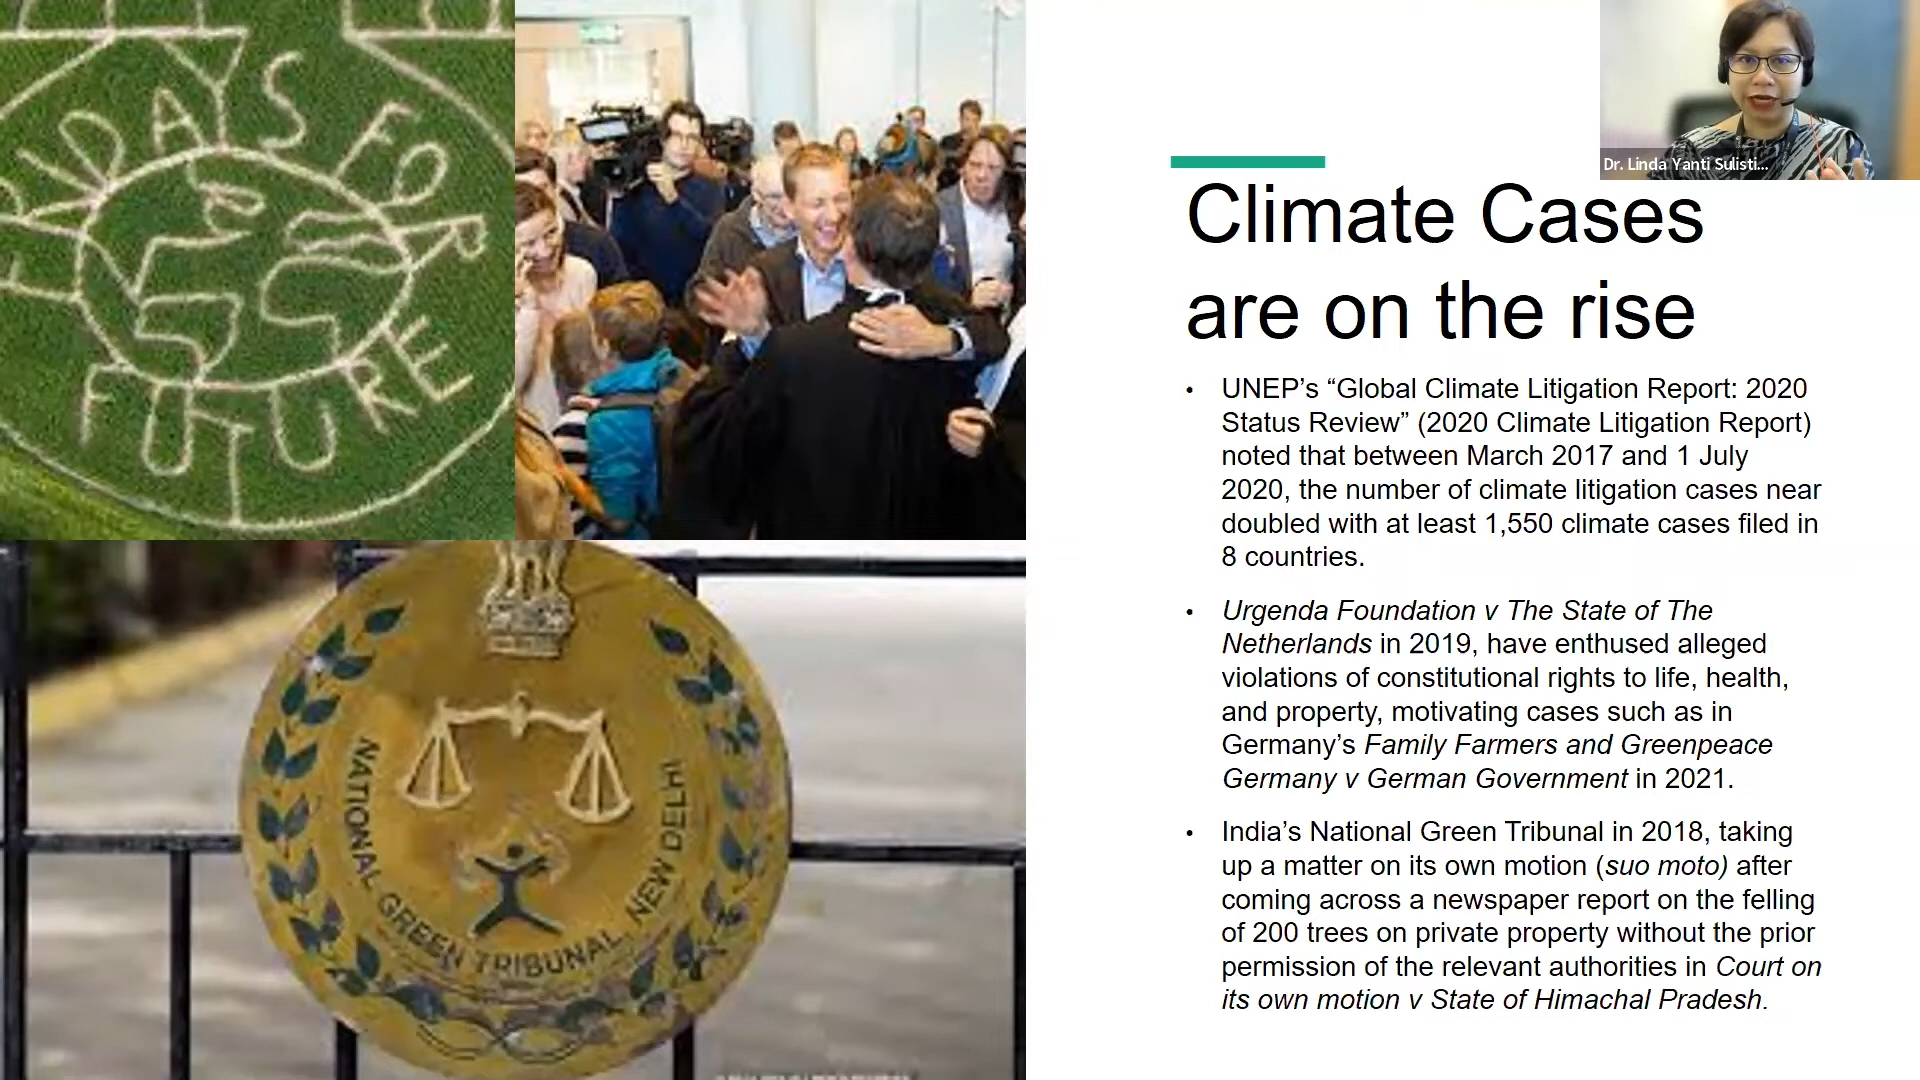 FRIDAYS FOR
FUTURE
NATIONAL GREEN TRIBUNAL, NEW DELHI
Dr. Linda Yanti Sulisti...
Climate Cases
are on the rise
• UNEP’s “Global Climate Litigation Report: 2020
Status Review” (2020 Climate Litigation Report)
noted that between March 2017 and 1 July
2020, the number of climate litigation cases near
doubled with at least 1,550 climate cases filed in
8 countries.
• Urgenda Foundation v The State of The
Netherlands in 2019, have enthused alleged
violations of constitutional rights to life, health,
and property, motivating cases such as in
Germany’s Family Farmers and Greenpeace
Germany v German Government in 2021.
• India’s National Green Tribunal in 2018, taking
up a matter on its own motion (suo moto) after
coming across a newspaper report on the felling
of 200 trees on private property without the prior
permission of the relevant authorities in Court on
its own motion v State of Himachal Pradesh.